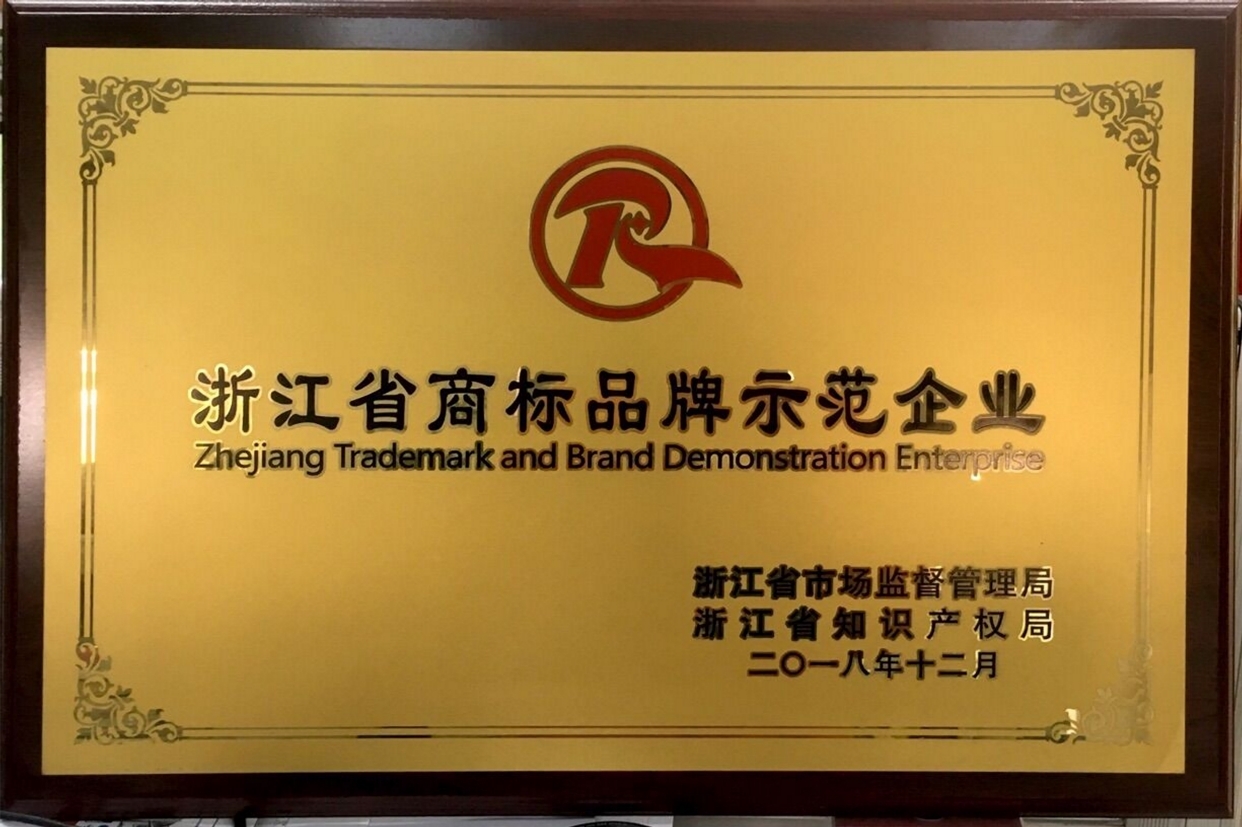 浙江省商标品牌示范企业
Zhejiang Trademark and Brand Demonstration Enterprise
浙江省市场监督管理局
浙江省知识产权局
二〇一八年十二月